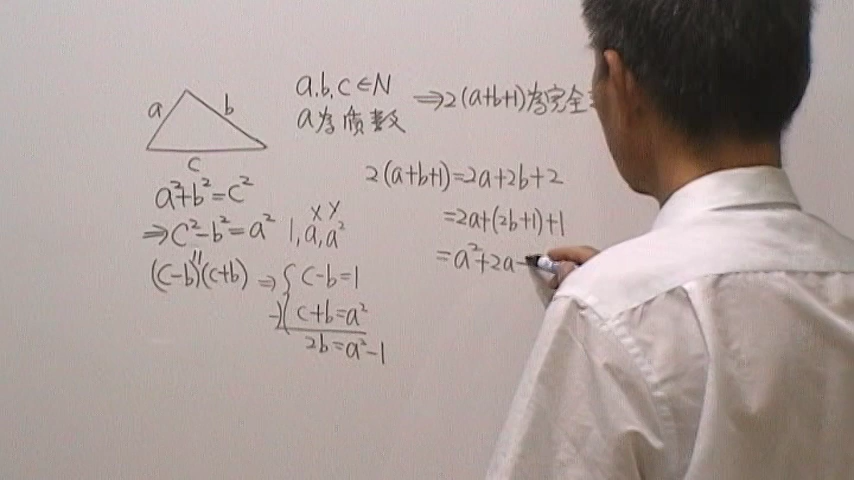 a b
c
a,b,c∈N
a为质数
⇒2(a+b+1)为完全
a²+b²=c²
⇒c²-b²=a²
x y
1,a,a²
"
(c-b)(c+b) ⇒ { c-b=1
-) c+b=a²
2b=a²-1
2(a+b+1)=2a+2b+2
=2a+(2b+1)+1
=a²+2a